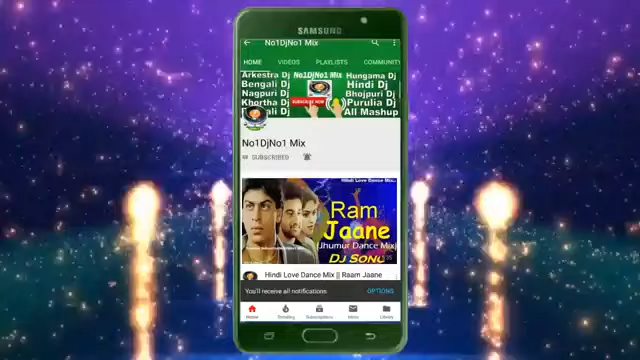 SAMSUNG
No1DjNo1 Mix
HOME VIDEOS PLAYLISTS COMMUNITY
Arkestra Dj No1DjNo1 Mix Hungama Dj
Bengali Dj Hindi Dj
Nagpuri Dj Bhojpuri Dj
Khortha Dj SUBSCRIBE NOW Purulia Dj
All Mashup
No1DjNo1 Mix
SUBSCRIBED
Hindi Love Dance Mix
Ram
Jaane
(Jhumur Dance Mix)
DJ SONG
Hindi Love Dance Mix || Raam Jaane
You'll receive all notifications OPTIONS
Home Trending Subscriptions Inbox Library